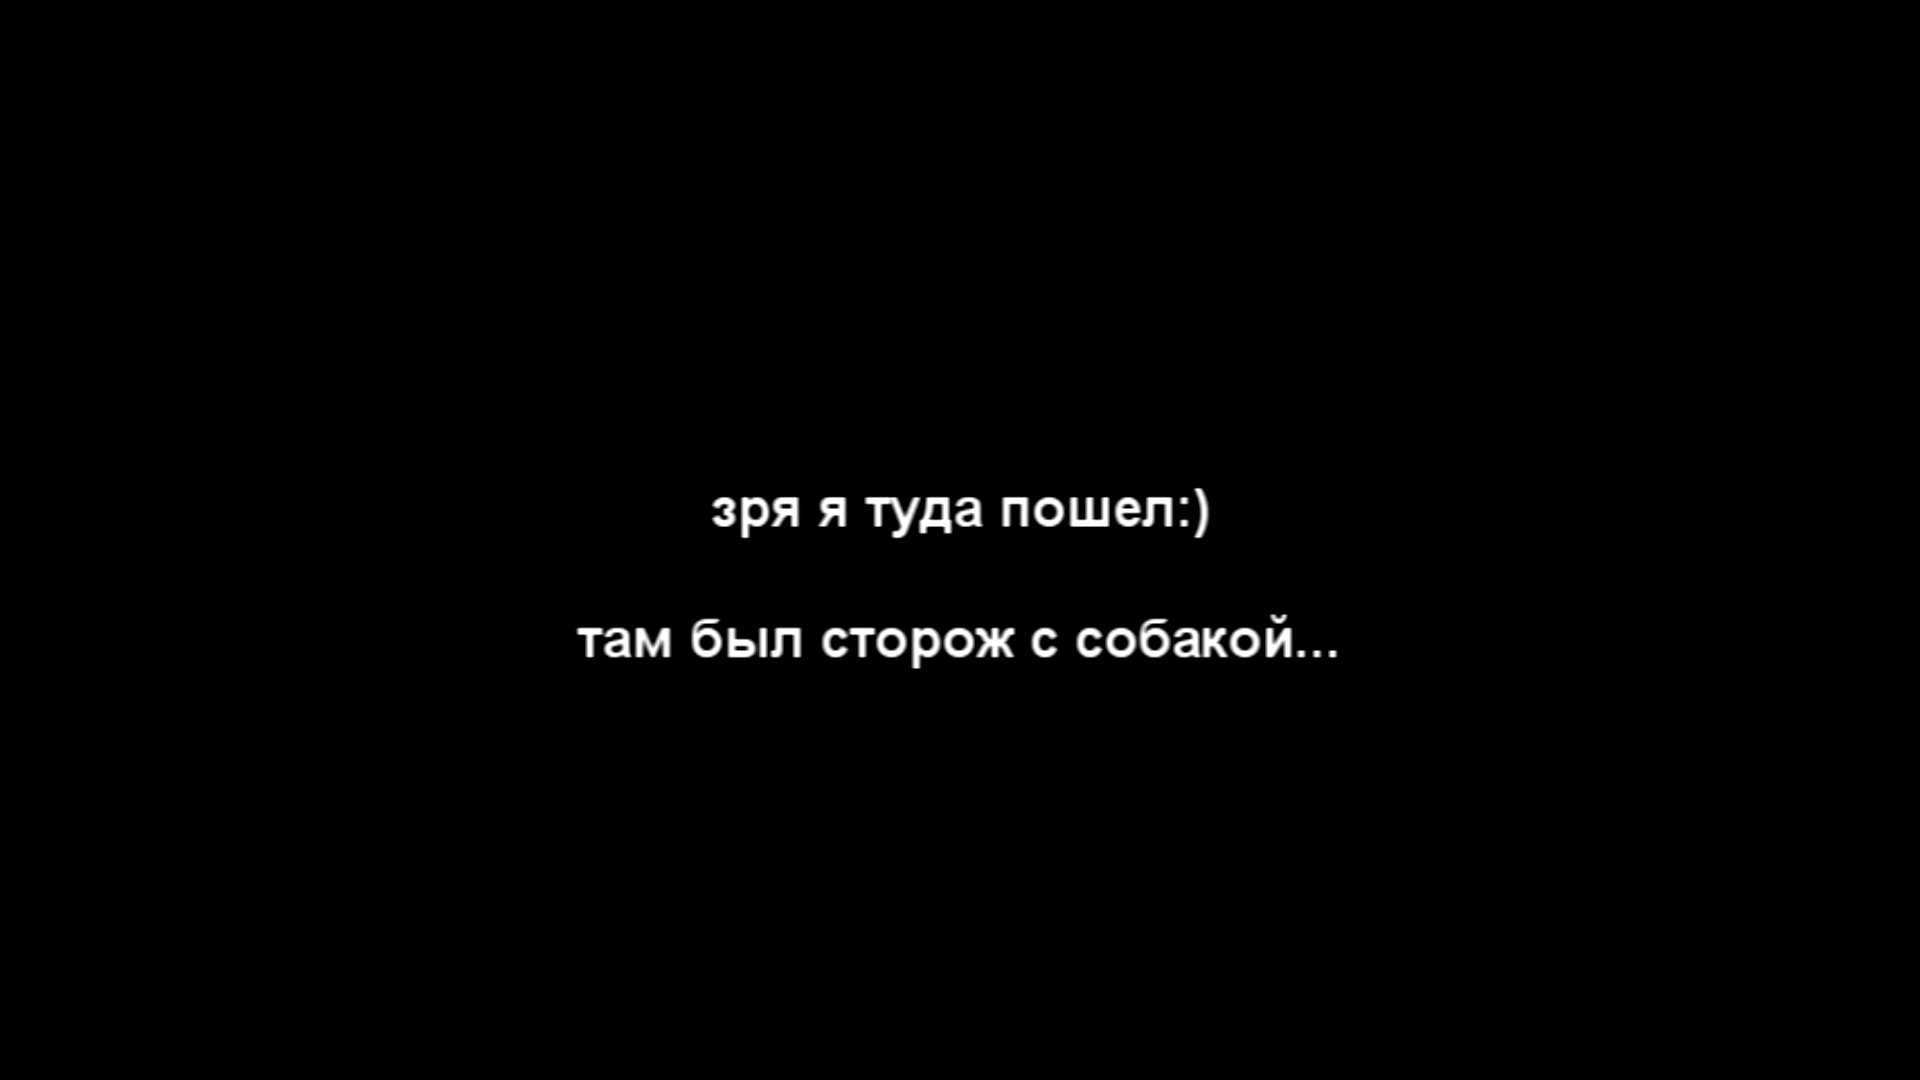 зря я туда пошел:)
там был сторож с собакой...